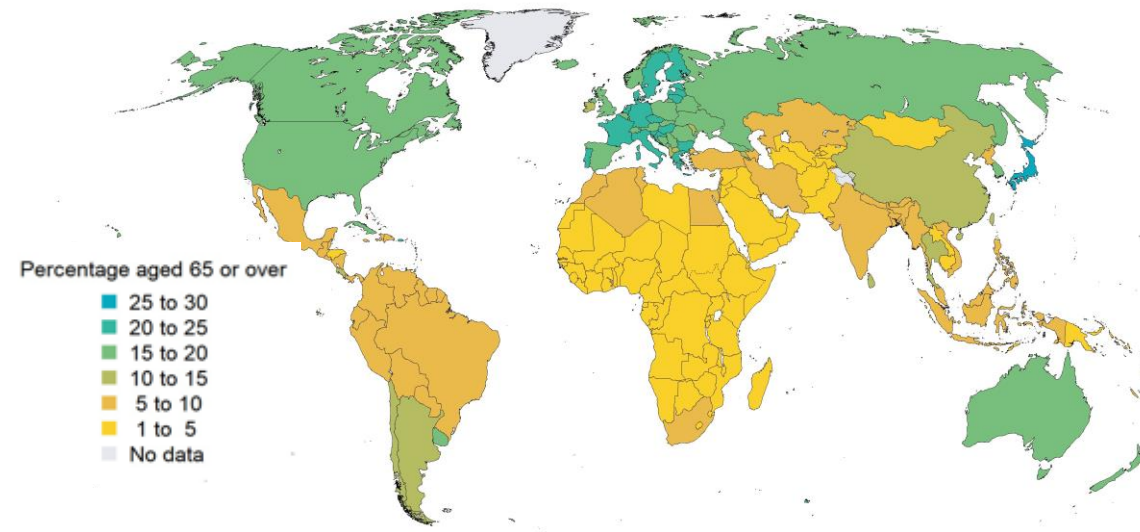 Percentage aged 65 or over
25 to 30
20 to 25
15 to 20
10 to 15
5 to 10
1 to 5
No data